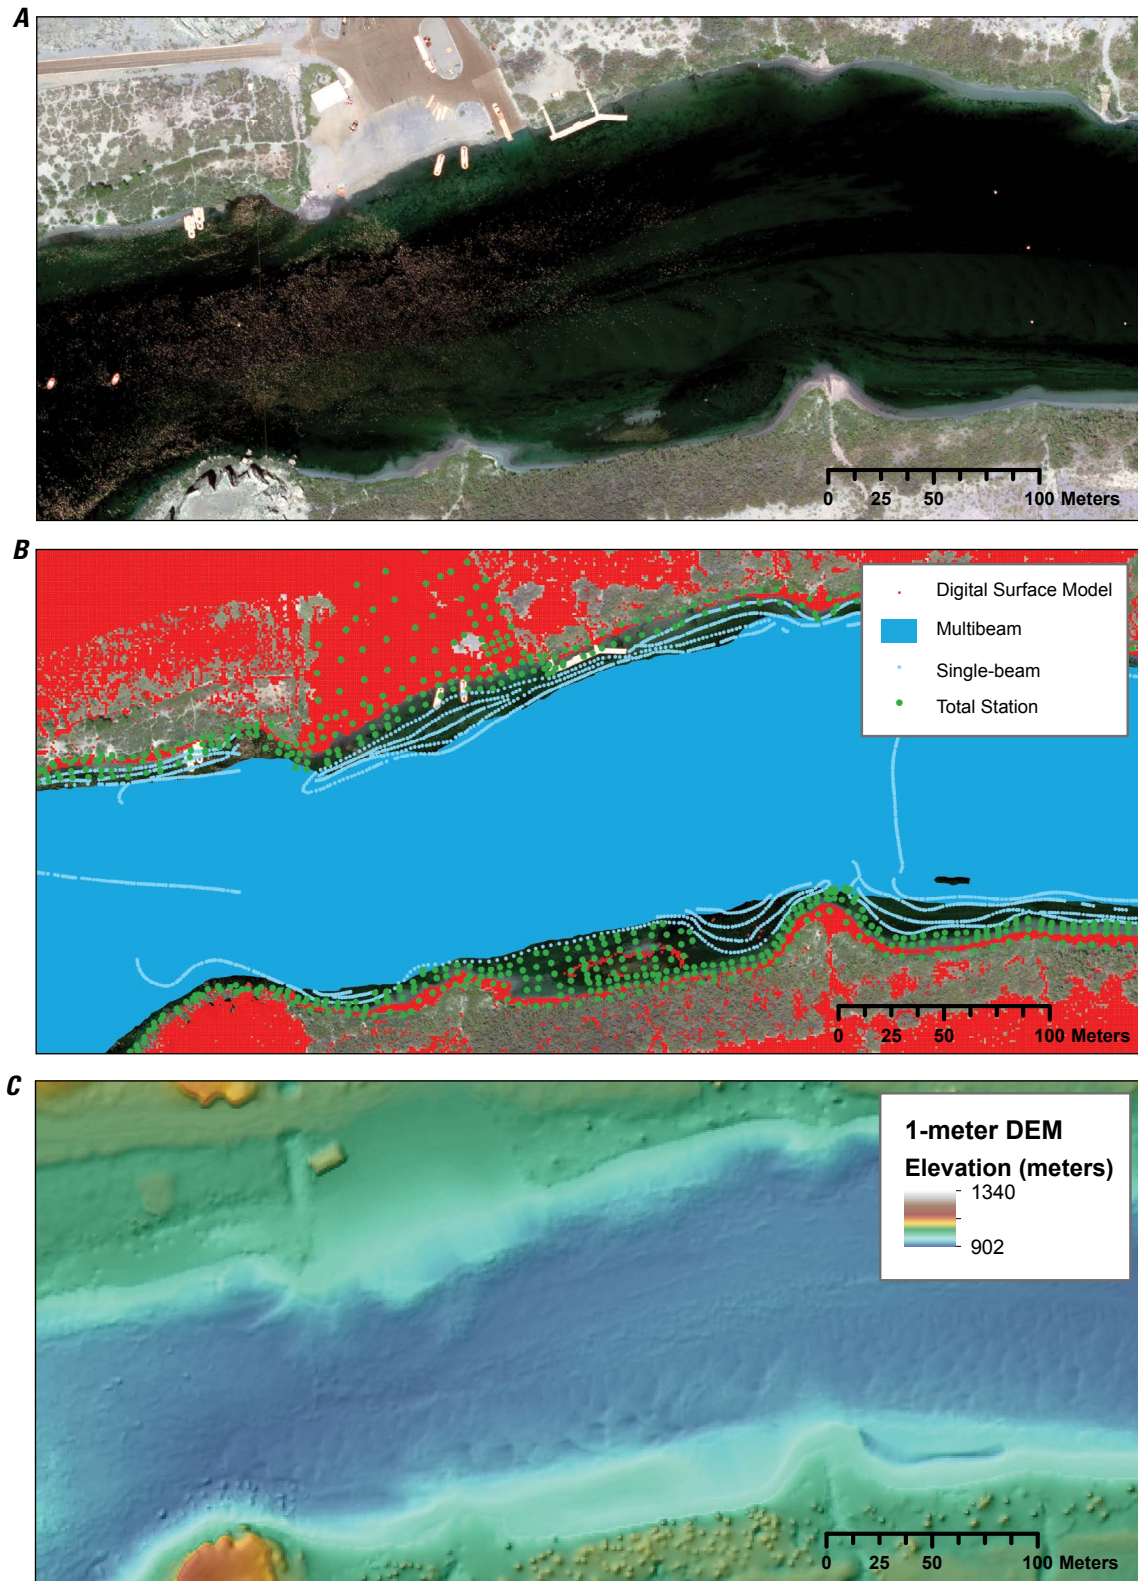 A
0 25 50 100 Meters
B
Digital Surface Model
Multibeam
Single-beam
Total Station
0 25 50 100 Meters
C
1-meter DEM
Elevation (meters)
1340
902
0 25 50 100 Meters